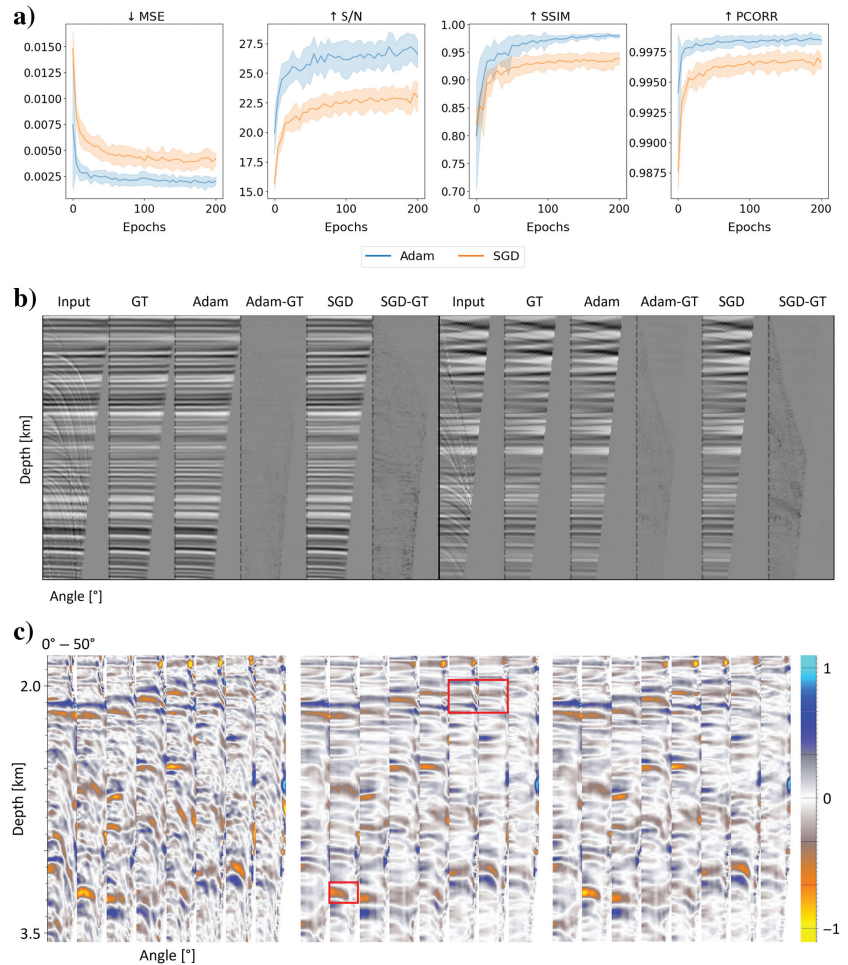 a)
↓ MSE
↑ S/N
↑ SSIM
↑ PCORR
0.0150
0.0125
0.0100
0.0075
0.0050
0.0025
27.5
25.0
22.5
20.0
17.5
15.0
1.00
0.95
0.90
0.85
0.80
0.75
0.70
0.9975
0.9950
0.9925
0.9900
0.9875
0 100 200
0 100 200
0 100 200
0 100 200
Epochs
Epochs
Epochs
Epochs
Adam
SGD
b)
Input GT Adam Adam-GT SGD SGD-GT Input GT Adam Adam-GT SGD SGD-GT
Depth [km]
Angle [°]
c)
0° – 50°
2.0
Depth [km]
3.5
Angle [°]
1
0
−1